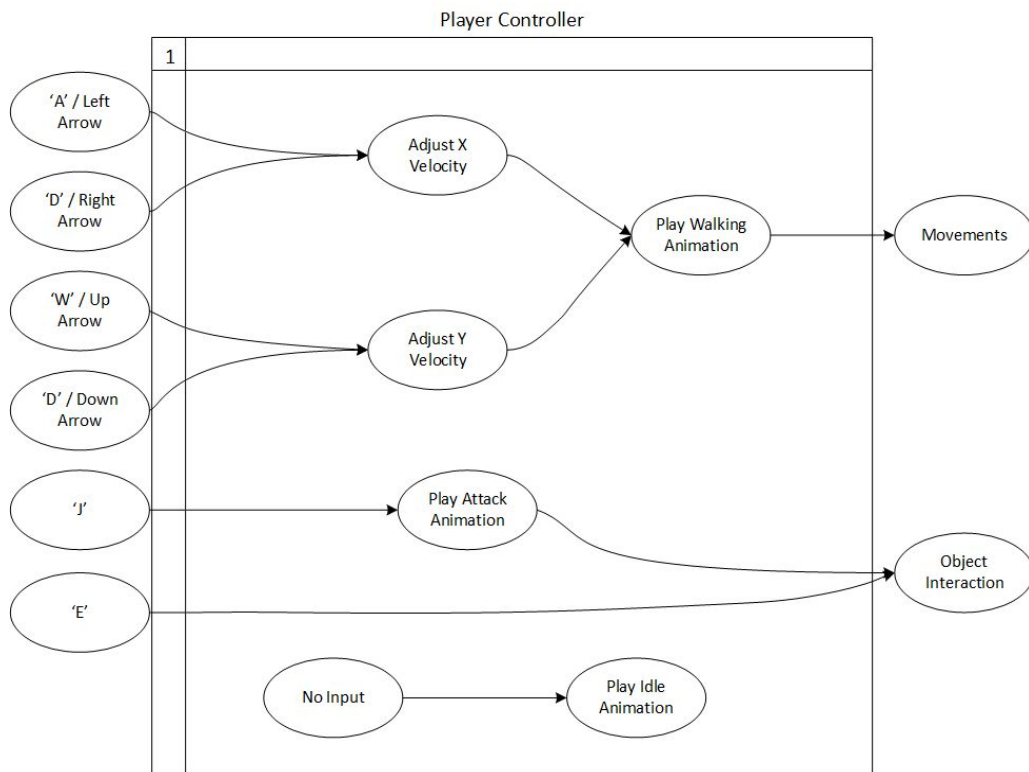 Player Controller
1
‘A’ / Left
Arrow
Adjust X
Velocity
‘D’ / Right
Arrow
Play Walking
Animation
Movements
‘W’ / Up
Arrow
Adjust Y
Velocity
‘D’ / Down
Arrow
‘J’
Play Attack
Animation
Object
Interaction
‘E’
No Input
Play Idle
Animation